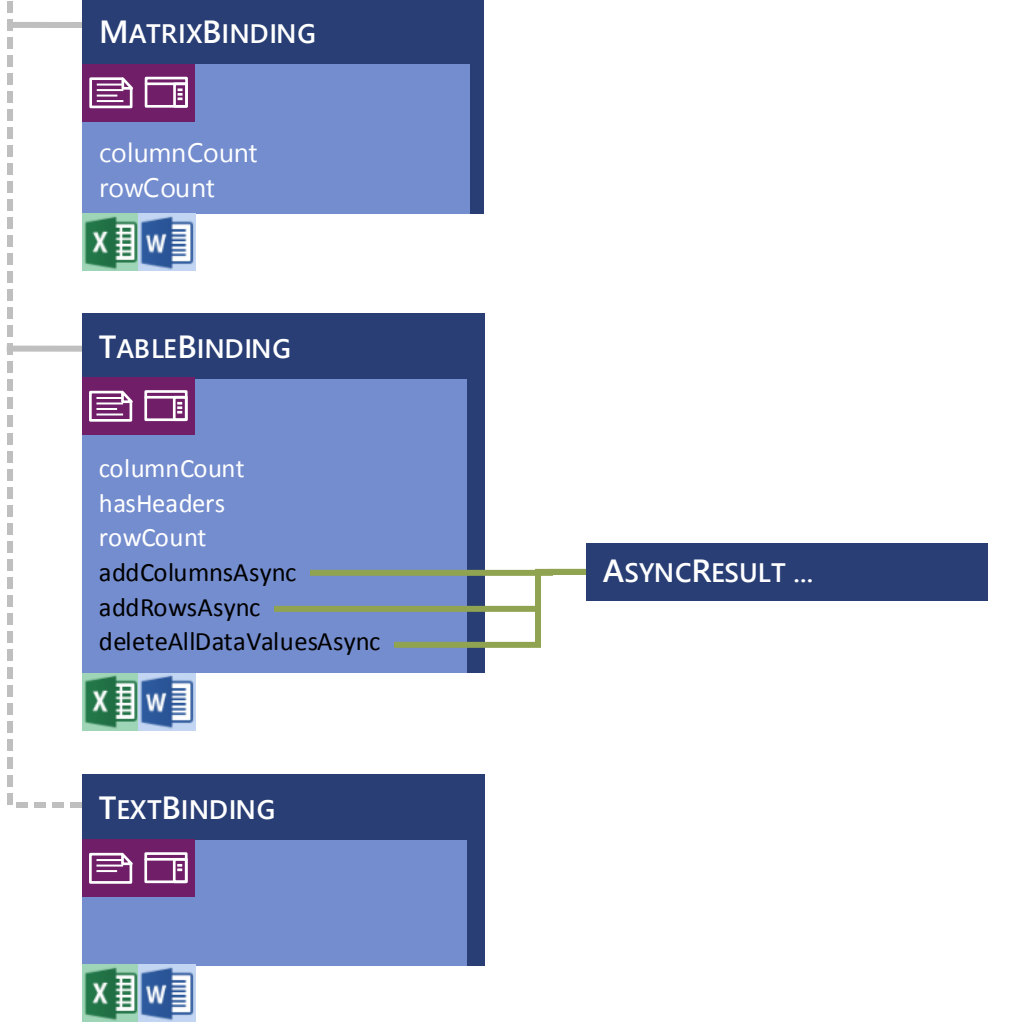 MATRIXBINDING
columnCount
rowCount
X W
TABLEBINDING
columnCount
hasHeaders
rowCount
addColumnsAsync
ASYNCRESULT ...
addRowsAsync
deleteAllDataValuesAsync
X W
TEXTBINDING
X W